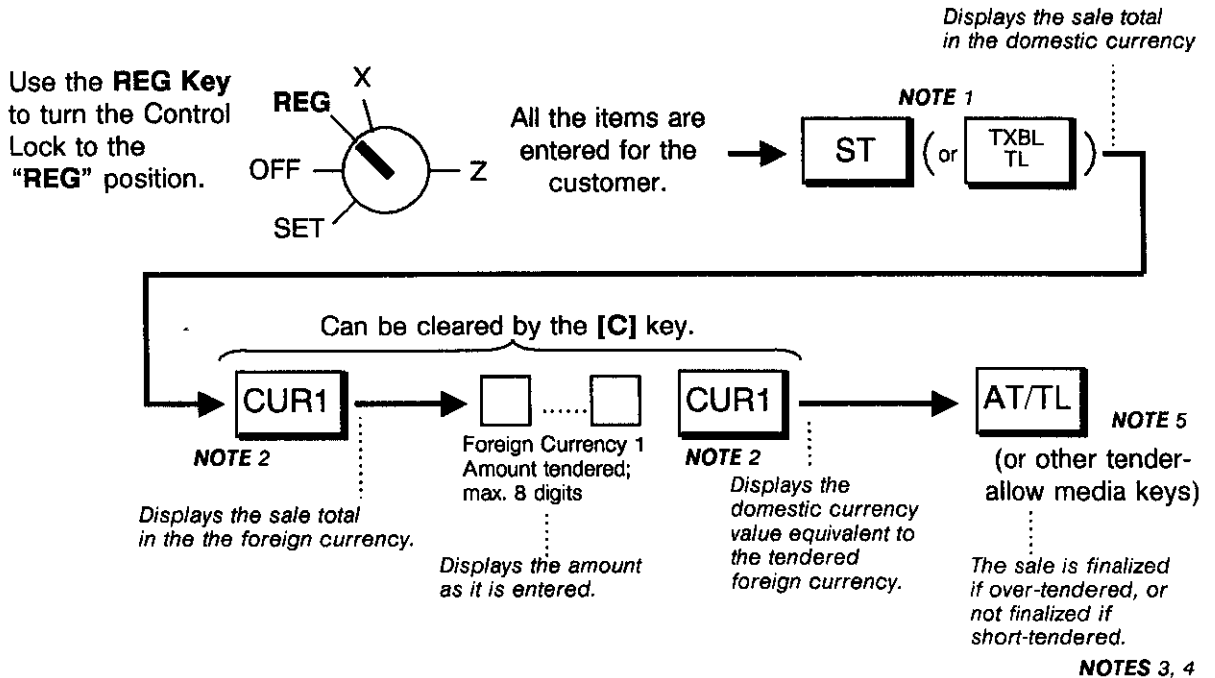 Displays the sale total
in the domestic currency
Use the REG Key
to turn the Control
Lock to the
“REG” position.
X
REG
OFF
Z
SET
All the items are
entered for the
customer.
NOTE 1
ST
(or
TXBL
TL
)
Can be cleared by the [C] key.
CUR1
NOTE 2
Displays the sale total
in the the foreign currency.
......
Foreign Currency 1
Amount tendered;
max. 8 digits
Displays the amount
as it is entered.
CUR1
NOTE 2
Displays the
domestic currency
value equivalent to
the tendered
foreign currency.
AT/TL
NOTE 5
(or other tender-
allow media keys)
The sale is finalized
if over-tendered, or
not finalized if
short-tendered.
NOTES 3, 4